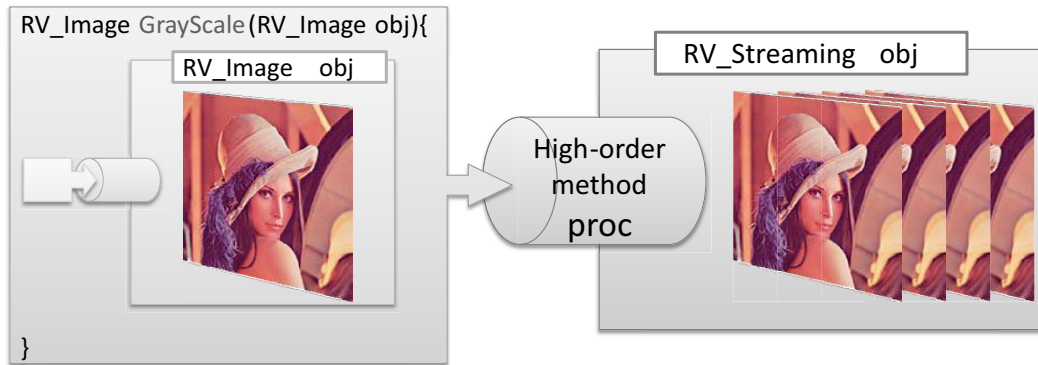 RV_Image GrayScale(RV_Image obj){
RV_Image obj
}
High-order
method
proc
RV_Streaming obj